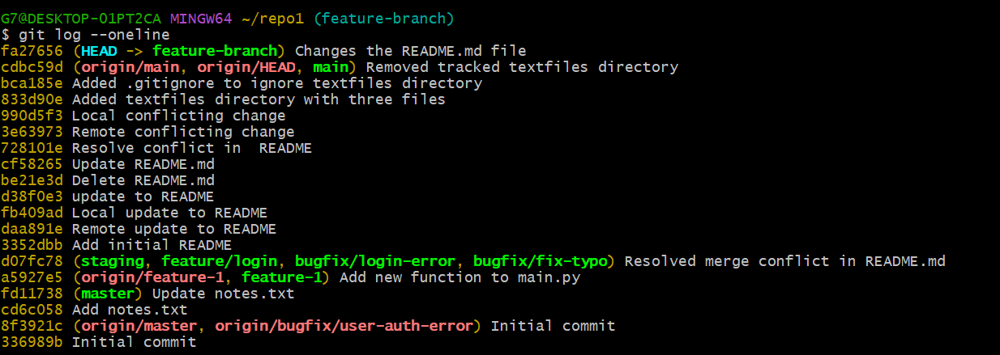 G7@DESKTOP-01PT2CA MINGW64 ~/repo1 (feature-branch)
$ git log --oneline
fa27656 (HEAD -> feature-branch) Changes the README.md file
cdbc59d (origin/main, origin/HEAD, main) Removed tracked textfiles directory
bca185e Added .gitignore to ignore textfiles directory
833d90e Added textfiles directory with three files
990d5f3 Local conflicting change
3e63973 Remote conflicting change
728101e Resolve conflict in  README
cf58265 Update README.md
be21e3d Delete README.md
d38f0e3 update to README
fb409ad Local update to README
daa891e Remote update to README
3352dbb Add initial README
d07fc78 (staging, feature/login, bugfix/login-error, bugfix/fix-typo) Resolved merge conflict in README.md
a5927e5 (origin/feature-1, feature-1) Add new function to main.py
fd11738 (master) Update notes.txt
cd6c058 Add notes.txt
8f3921c (origin/master, origin/bugfix/user-auth-error) Initial commit
336989b Initial commit